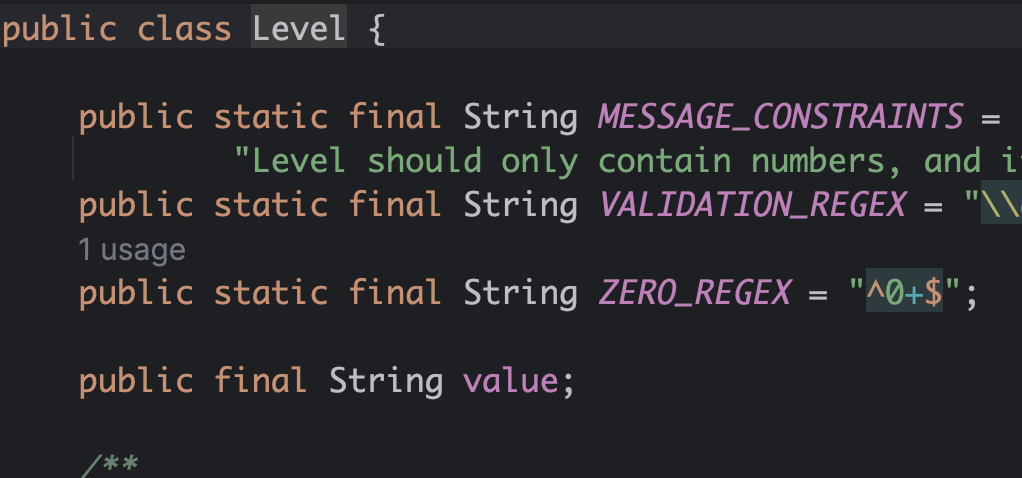 public class Level {
public static final String MESSAGE_CONSTRAINTS =
"Level should only contain numbers, and
public static final String VALIDATION_REGEX = "\\
1 usage
public static final String ZERO_REGEX = "^0+$";
public final String value;
/**